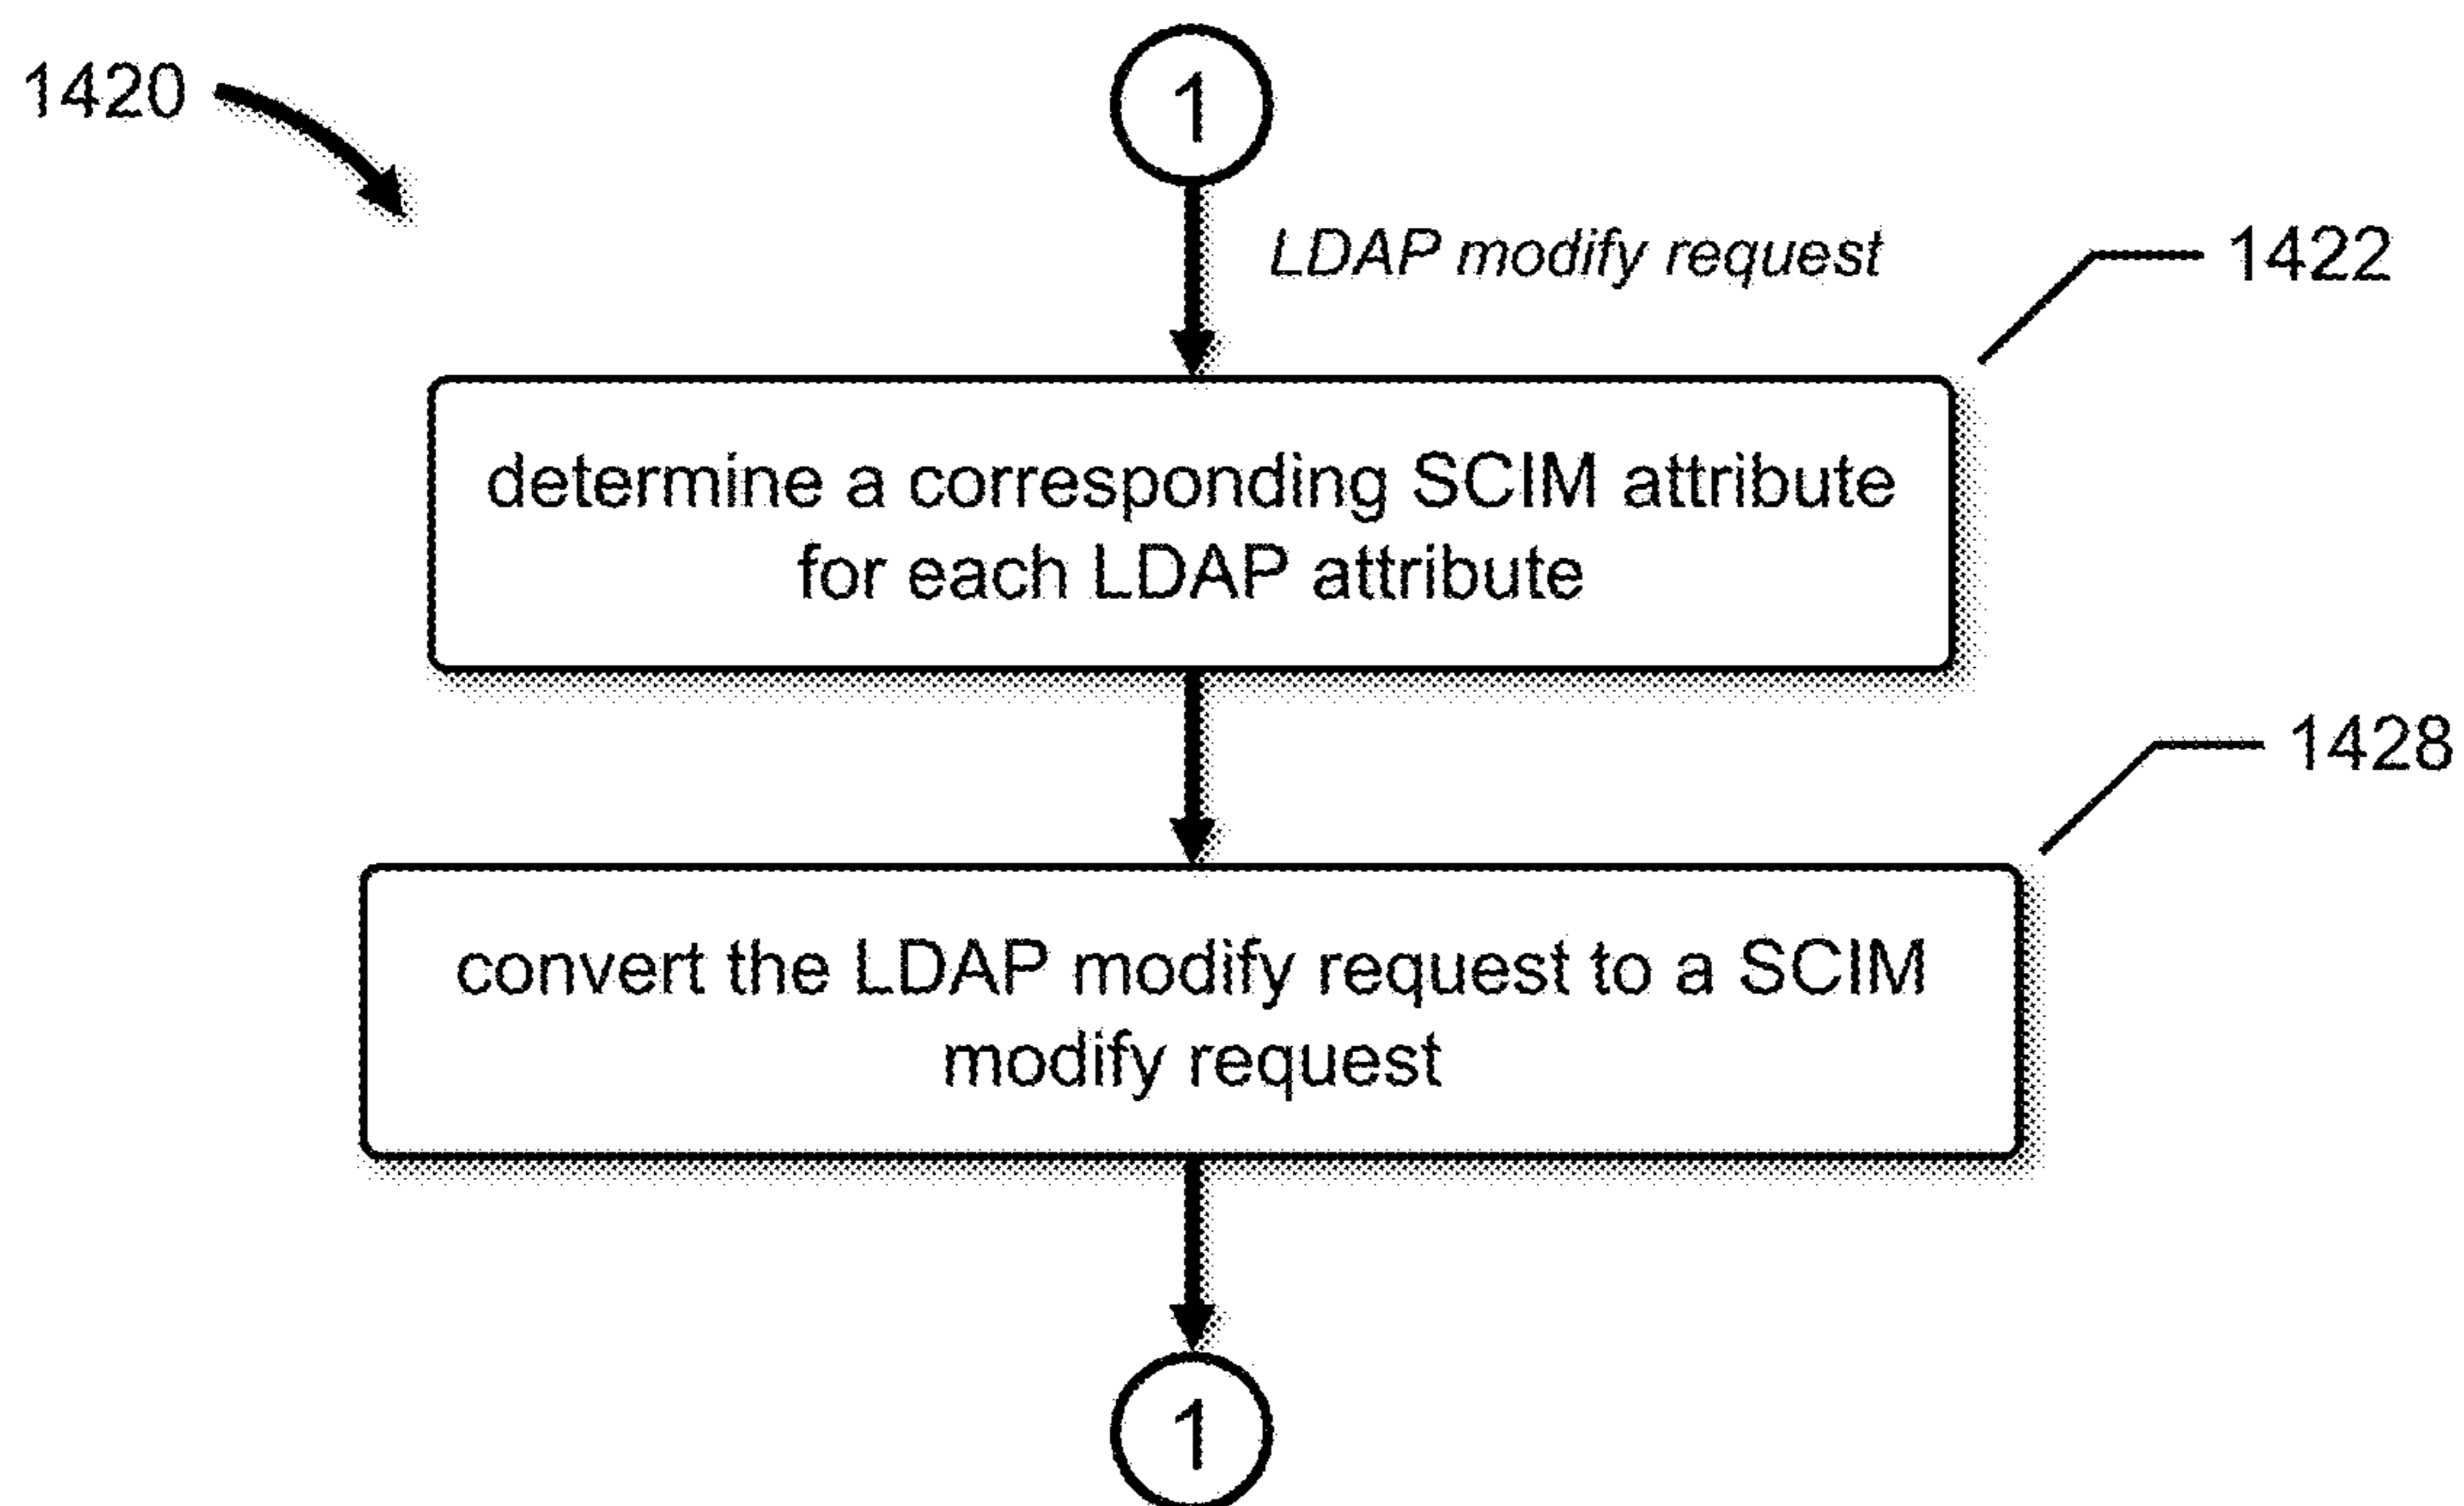 1420
1
LDAP modify request
1422
determine a corresponding SCIM attribute
for each LDAP attribute
1428
convert the LDAP modify request to a SCIM
modify request
1